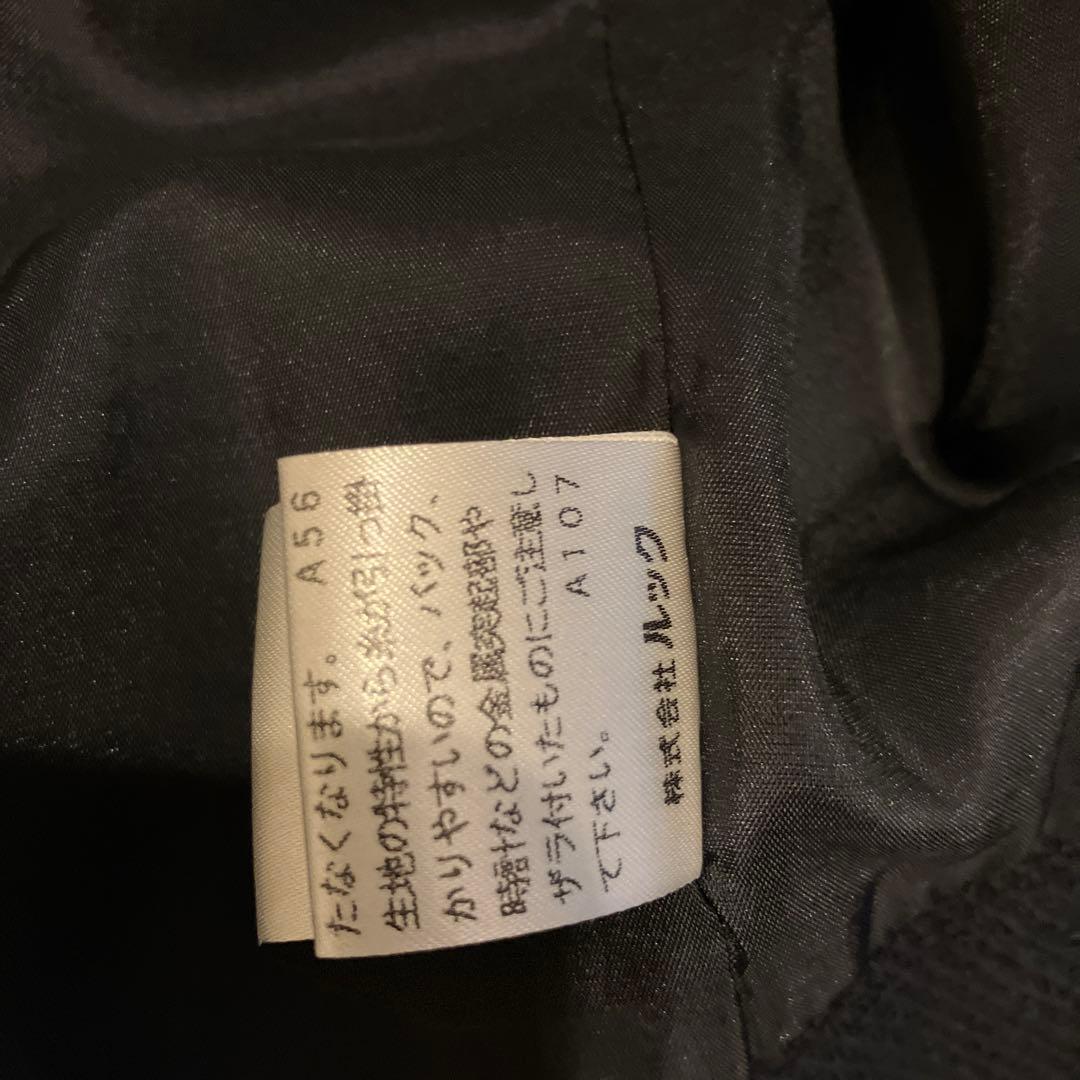 たなくなります。 A56
生地の特性から糸が引っ掛
かりやすいので、バック、
時計などの金属突起部や
ザラ付いたものにご注意し
て下さい。 A107
株式会社ルック